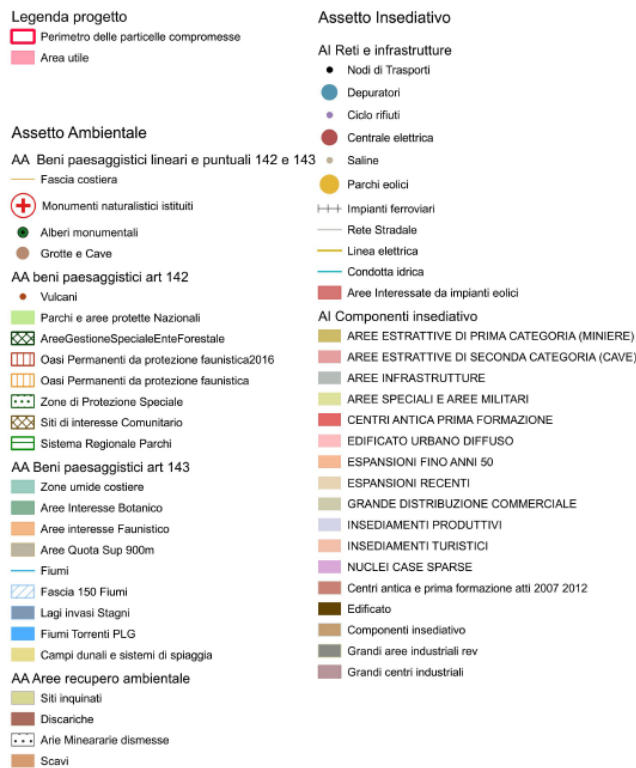 Legenda progetto
Perimetro delle particelle compromesse
Area utile
Assetto Ambientale
AA Beni paesaggistici lineari e puntuali 142 e 143
Fascia costiera
Monumenti naturalistici istituiti
Alberi monumentali
Grotte e Cave
AA beni paesaggistici art 142
Vulcani
Parchi e aree protette Nazionali
AreeGestioneSpecialeEnteForestale
Oasi Permanenti da protezione faunistica2016
Oasi Permanenti da protezione faunistica
Zone di Protezione Speciale
Siti di interesse Comunitario
Sistema Regionale Parchi
AA Beni paesaggistici art 143
Zone umide costiere
Aree Interesse Botanico
Aree interesse Faunistico
Aree Quota Sup 900m
Fiumi
Fascia 150 Fiumi
Lagi invasi Stagni
Fiumi Torrenti PLG
Campi dunali e sistemi di spiaggia
AA Aree recupero ambientale
Siti inquinati
Discariche
Arie Mineararie dismesse
Scavi
Assetto Insediativo
AI Reti e infrastrutture
Nodi di Trasporti
Depuratori
Ciclo rifiuti
Centrale elettrica
Saline
Parchi eolici
Impianti ferroviari
Rete Stradale
Linea elettrica
Condotta idrica
Aree Interessate da impianti eolici
AI Componenti insediativo
AREE ESTRATTIVE DI PRIMA CATEGORIA (MINIERE)
AREE ESTRATTIVE DI SECONDA CATEGORIA (CAVE)
AREE INFRASTRUTTURE
AREE SPECIALI E AREE MILITARI
CENTRI ANTICA PRIMA FORMAZIONE
EDIFICATO URBANO DIFFUSO
ESPANSIONI FINO ANNI 50
ESPANSIONI RECENTI
GRANDE DISTRIBUZIONE COMMERCIALE
INSEDIAMENTI PRODUTTIVI
INSEDIAMENTI TURISTICI
NUCLEI CASE SPARSE
Centri antica e prima formazione atti 2007 2012
Edificato
Componenti insediativo
Grandi aree industriali rev
Grandi centri industriali